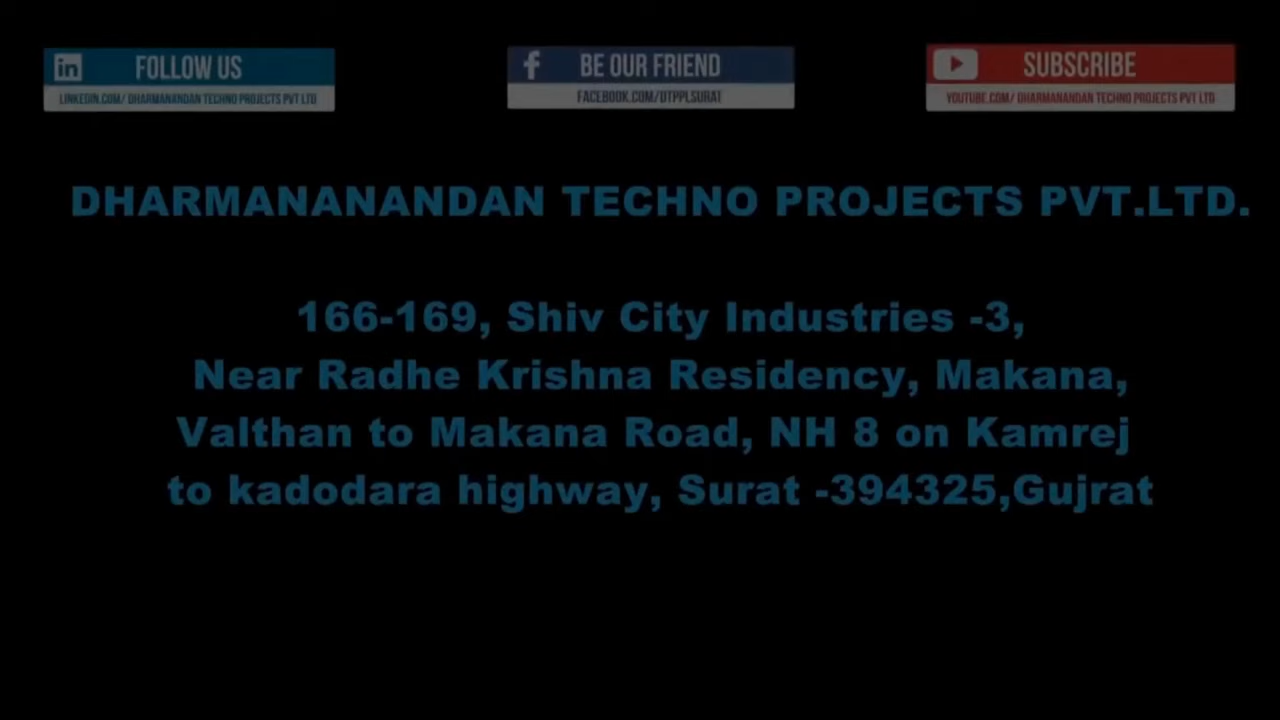 in FOLLOW US
LINKEDIN.COM/ DHARMANANDAN TECHNO PROJECTS PVT LTD
f BE OUR FRIEND
FACEBOOK.COM/DTPPLSURAT
SUBSCRIBE
YOUTUBE.COM/ DHARMANANDAN TECHNO PROJECTS PVT LTD
DHARMANANANDAN TECHNO PROJECTS PVT.LTD.
166-169, Shiv City Industries -3,
Near Radhe Krishna Residency, Makana,
Valthan to Makana Road, NH 8 on Kamrej
to kadodara highway, Surat -394325,Gujrat